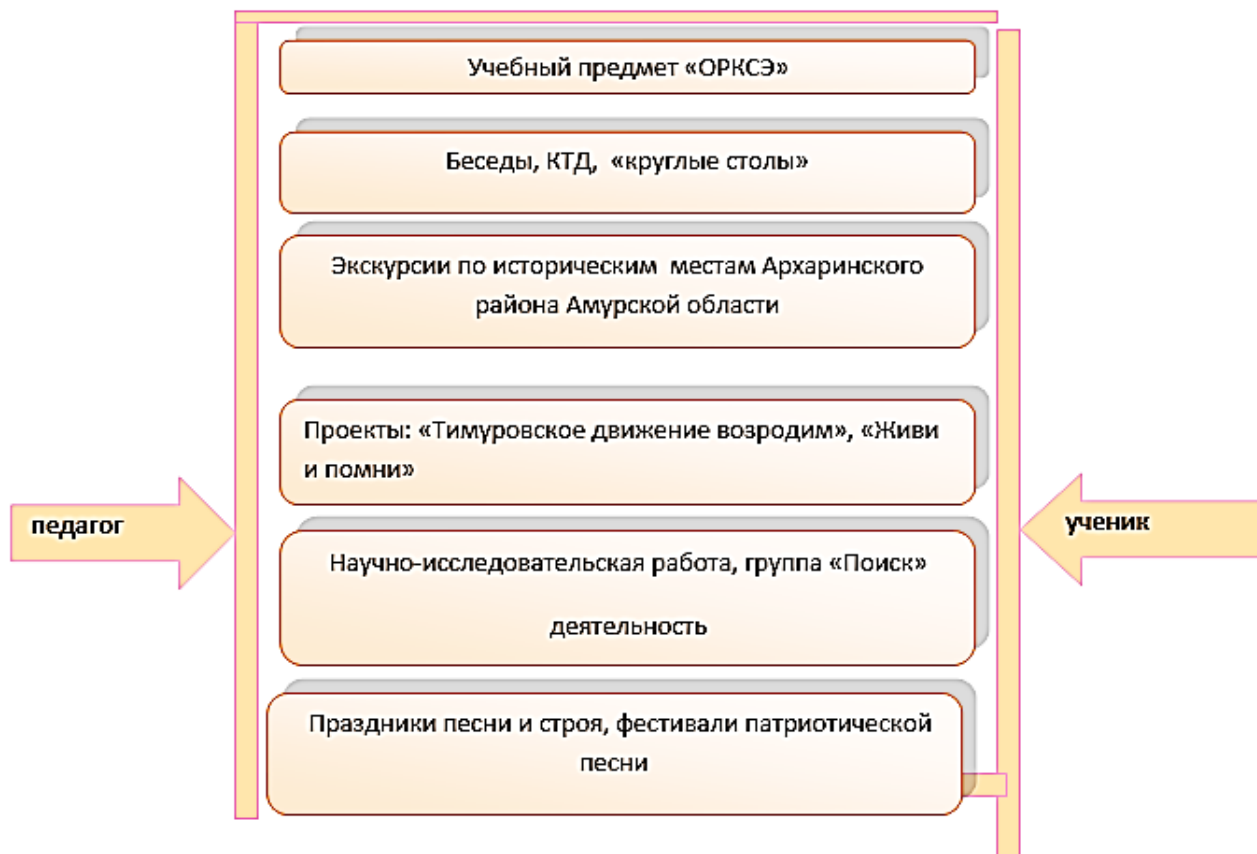 Учебный предмет «ОРКСЭ»
Беседы, КТД, «круглые столы»
Экскурсии по историческим местам Архаринского
района Амурской области
Проекты: «Тимуровское движение возродим», «Живи
и помни»
педагог
ученик
Научно-исследовательская работа, группа «Поиск»
деятельность
Праздники песни и строя, фестивали патриотической
песни